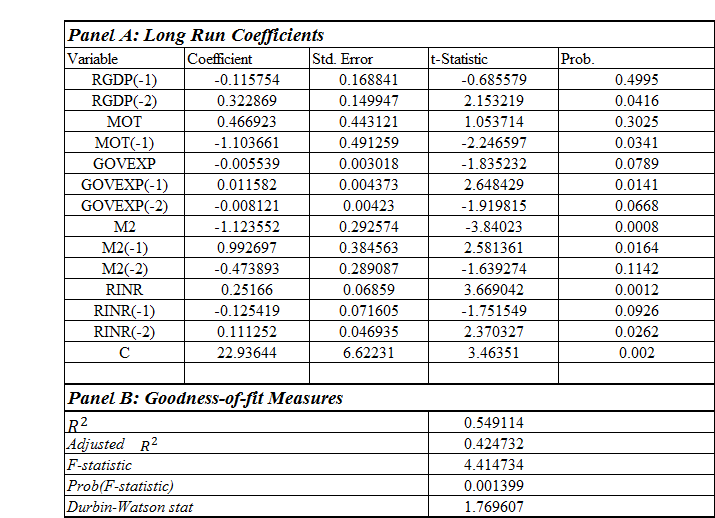 Panel A: Long Run Coefficients
Variable Coefficient Std. Error t-Statistic Prob.
RGDP(-1) -0.115754 0.168841 -0.685579 0.4995
RGDP(-2) 0.322869 0.149947 2.153219 0.0416
MOT 0.466923 0.443121 1.053714 0.3025
MOT(-1) -1.103661 0.491259 -2.246597 0.0341
GOVEXP -0.005539 0.003018 -1.835232 0.0789
GOVEXP(-1) 0.011582 0.004373 2.648429 0.0141
GOVEXP(-2) -0.008121 0.00423 -1.919815 0.0668
M2 -1.123552 0.292574 -3.84023 0.0008
M2(-1) 0.992697 0.384563 2.581361 0.0164
M2(-2) -0.473893 0.289087 -1.639274 0.1142
RINR 0.25166 0.06859 3.669042 0.0012
RINR(-1) -0.125419 0.071605 -1.751549 0.0926
RINR(-2) 0.111252 0.046935 2.370327 0.0262
C 22.93644 6.62231 3.46351 0.002
Panel B: Goodness-of-fit Measures
R² 0.549114
Adjusted R² 0.424732
F-statistic 4.414734
Prob(F-statistic) 0.001399
Durbin-Watson stat 1.769607